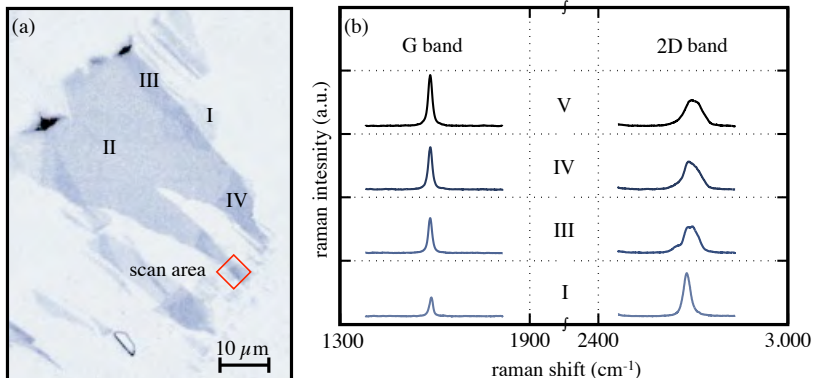 (a)
III
I
II
IV
scan area
10 μm
(b)
G band
2D band
V
IV
III
I
raman intesnity (a.u.)
1300
1900
2400
3.000
raman shift (cm-1)